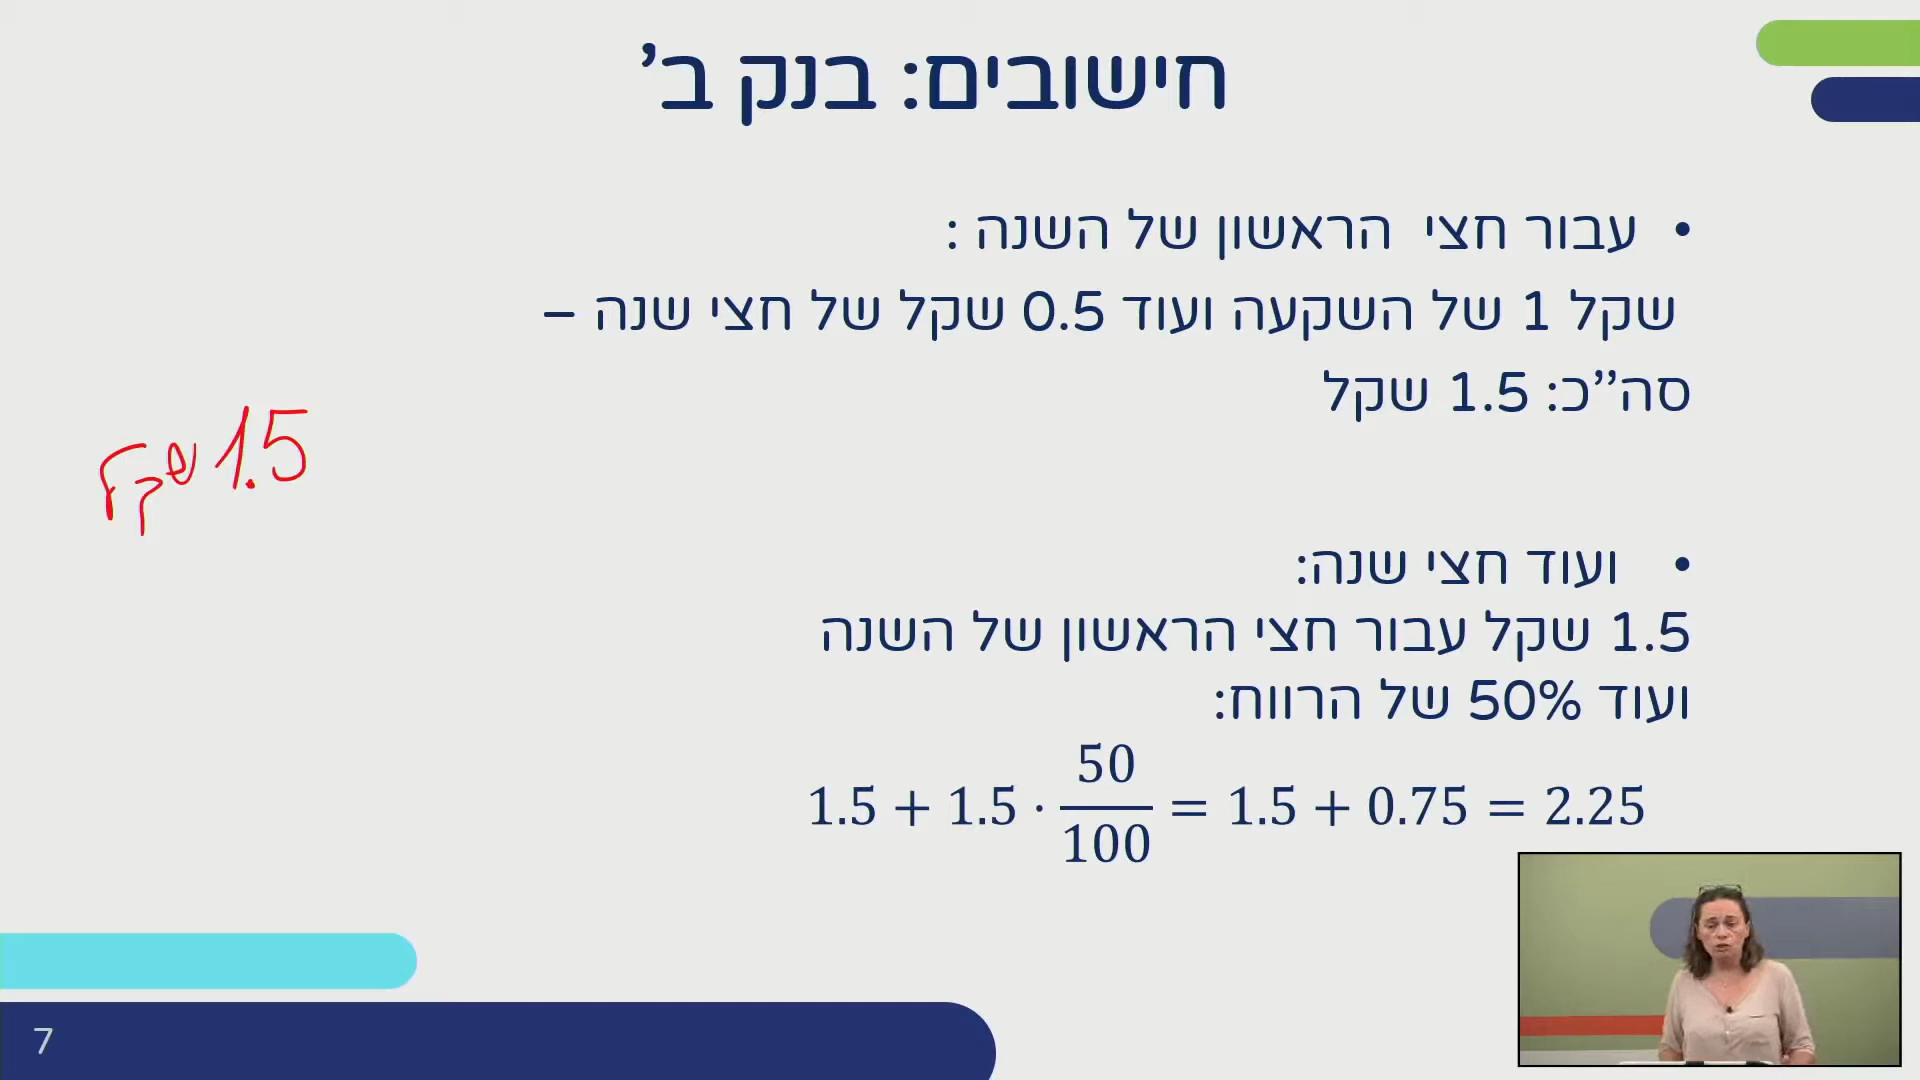 חישובים: בנק ב’
• עבור חצי הראשון של השנה :
שקל 1 של השקעה ועוד 0.5 שקל של חצי שנה –
סה’’כ: 1.5 שקל
1.5 שקל
• ועוד חצי שנה:
1.5 שקל עבור חצי הראשון של השנה
ועוד 50% של הרווח:
1.5 + 1.5 · 50/100 = 1.5 + 0.75 = 2.25
7